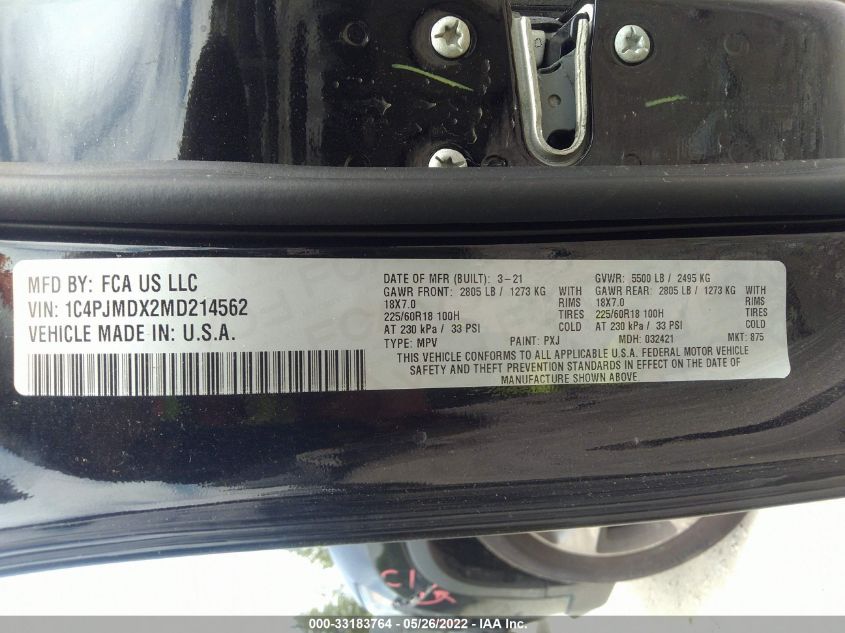 MFD BY: FCA US LLC
VIN: 1C4PJMDX2MD214562
VEHICLE MADE IN: U.S.A.
DATE OF MFR (BUILT): 3-21
GAWR FRONT: 2805 LB / 1273 KG WITH
18X7.0 RIMS
225/60R18 100H TIRES
AT 230 kPa / 33 PSI COLD
TYPE: MPV PAINT: PXJ
GVWR: 5500 LB / 2495 KG
GAWR REAR: 2805 LB / 1273 KG WITH
18X7.0 RIMS
225/60R18 100H TIRES
AT 230 kPa / 33 PSI COLD
MDH: 032421 MKT: 875
THIS VEHICLE CONFORMS TO ALL APPLICABLE U.S.A. FEDERAL MOTOR VEHICLE
SAFETY AND THEFT PREVENTION STANDARDS IN EFFECT ON THE DATE OF
MANUFACTURE SHOWN ABOVE
C1
000-33183764 - 05/26/2022 - IAA Inc.